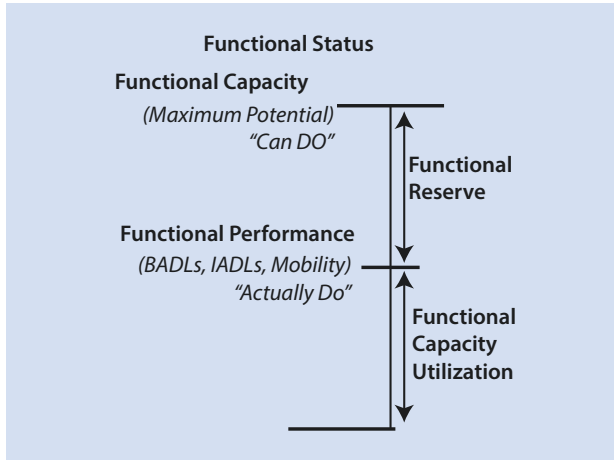 Functional Status
Functional Capacity
(Maximum Potential)
“Can DO”
Functional
Reserve
Functional Performance
(BADLs, IADLs, Mobility)
“Actually Do”
Functional
Capacity
Utilization